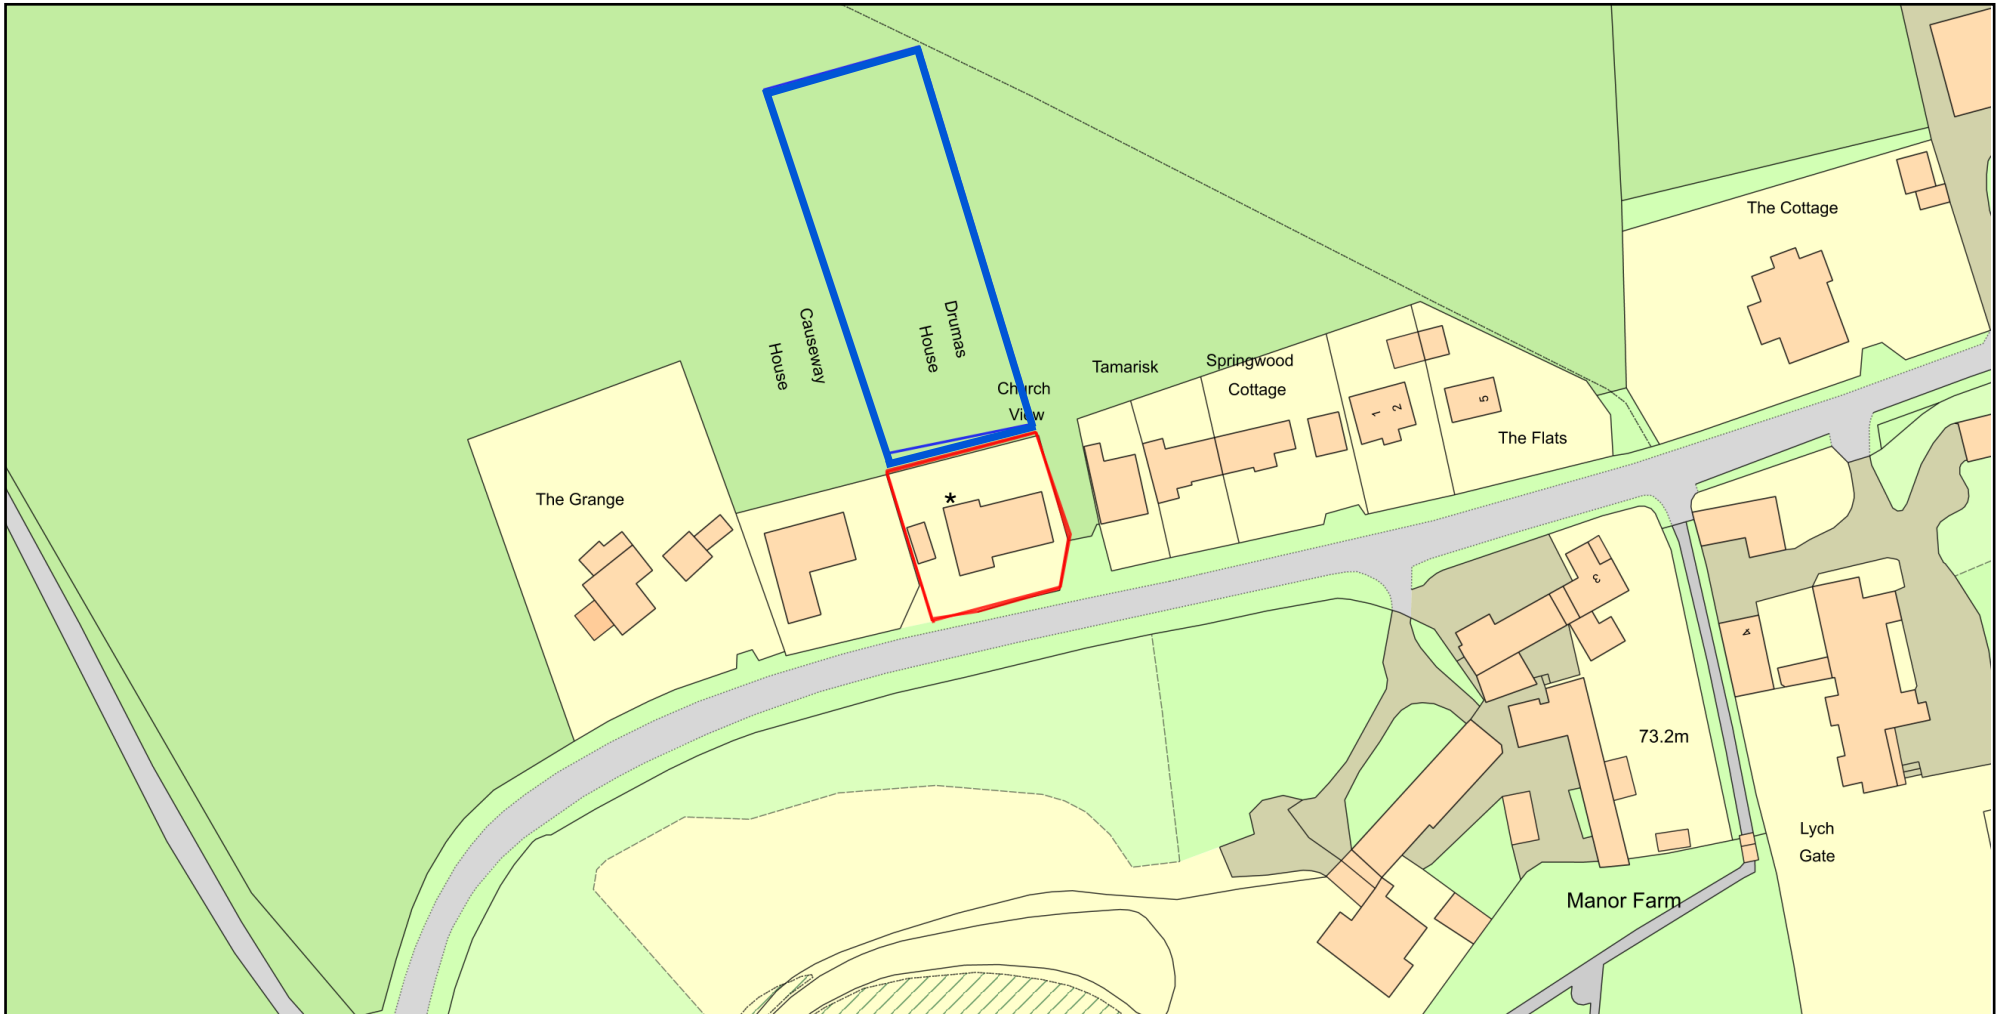 The Cottage
Causeway
House
Drumas
House
Church
View
Tamarisk
Springwood
Cottage
1
2
5
The Flats
The Grange
*
3
4
73.2m
Lych
Gate
Manor Farm